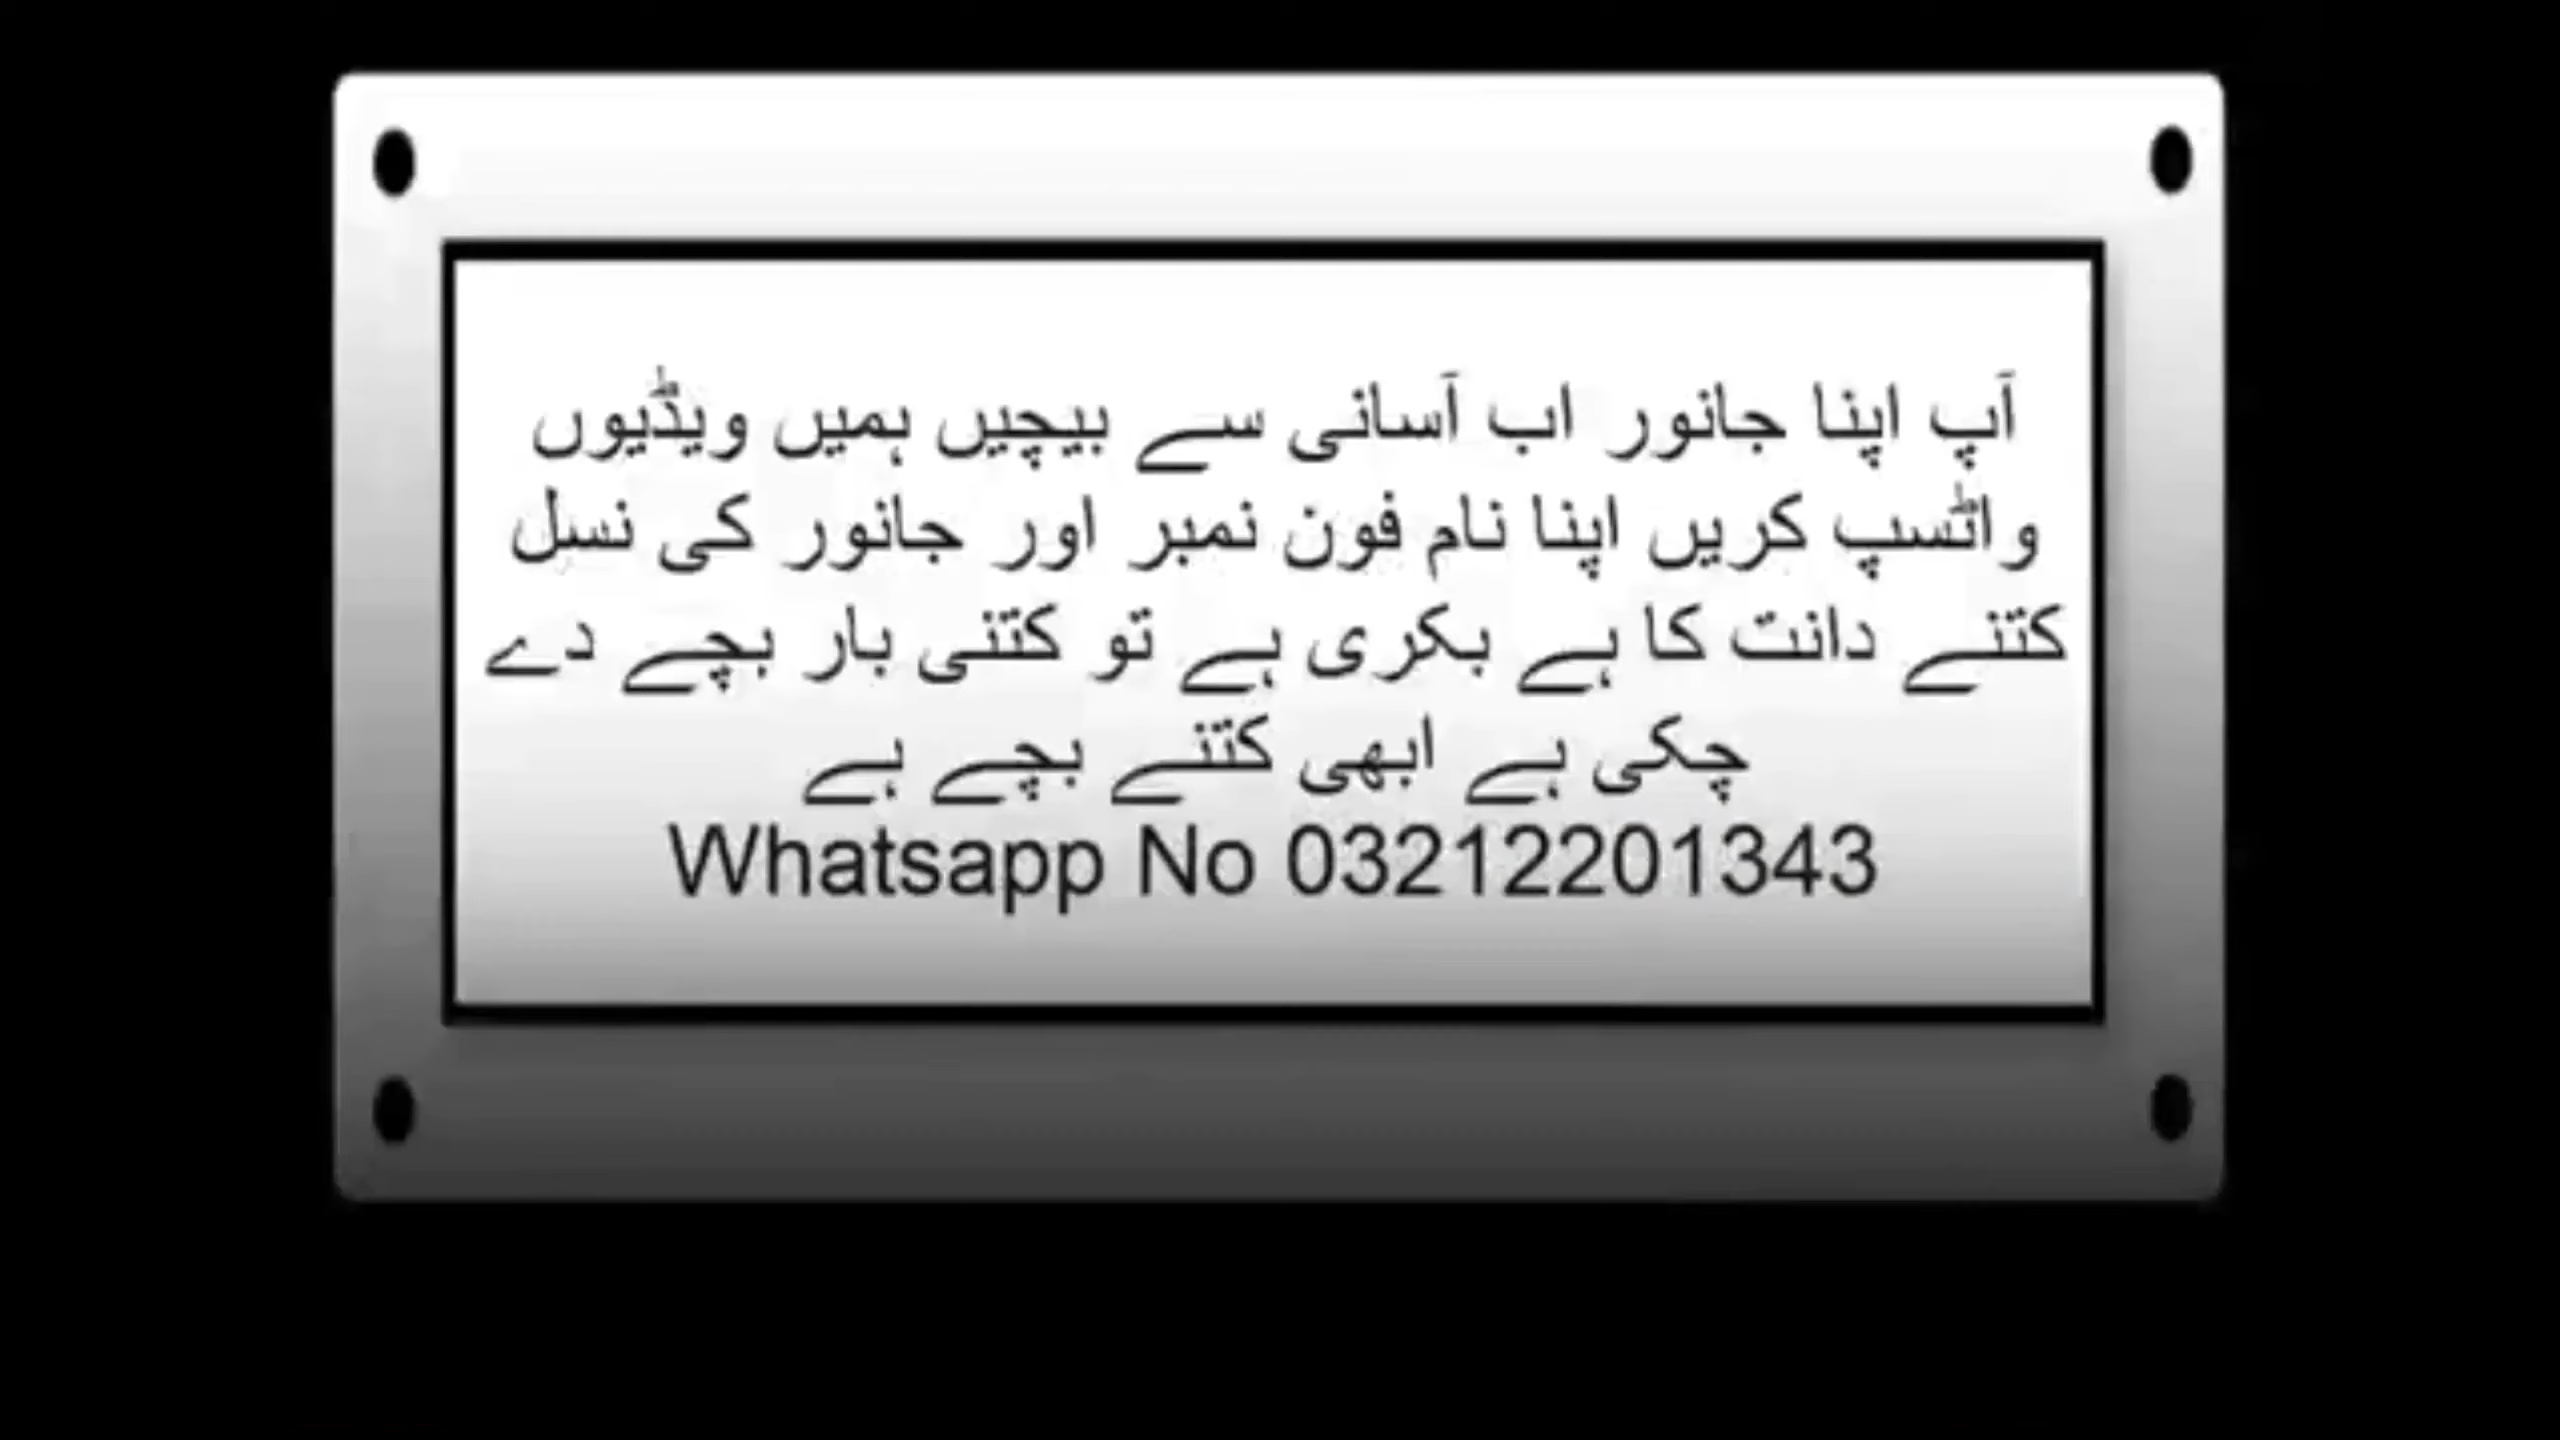 آپ اپنا جانور اب آسانی سے بیچیں ہمیں ویڈیوں
واٹسپ کریں اپنا نام فون نمبر اور جانور کی نسل
کتنے دانت کا ہے بکری ہے تو کتنی بار بچے دے
چکی ہے ابھی کتنے بچے ہے
Whatsapp No 03212201343